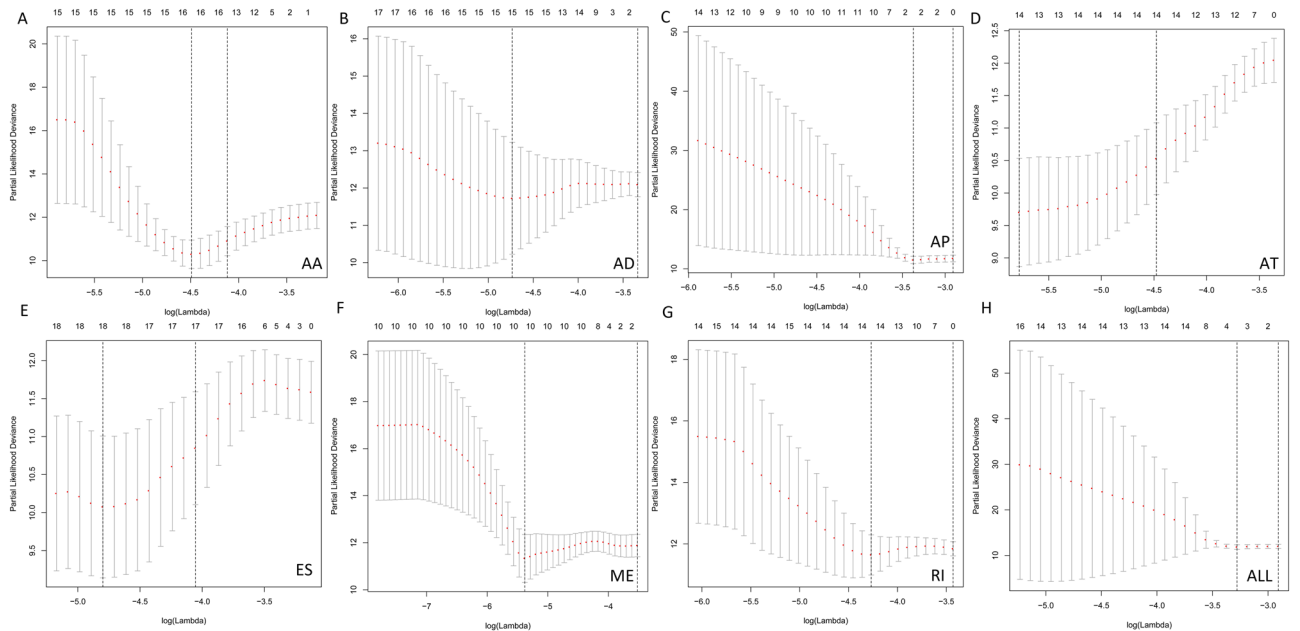 A
15 15 15 15 15 15 16 16 16 13 12 5 2 1
Partial Likelihood Deviance
20
18
16
14
12
10
AA
−5.5 −5.0 −4.5 −4.0 −3.5
log(Lambda)
B
17 17 16 16 16 15 15 15 15 15 13 14 9 3 2
Partial Likelihood Deviance
16
15
14
13
12
11
10
AD
−6.0 −5.5 −5.0 −4.5 −4.0 −3.5
log(Lambda)
C
14 13 12 10 9 9 10 10 10 11 11 10 7 2 2 2 0
Partial Likelihood Deviance
50
40
30
20
10
AP
−5.5 −5.0 −4.5 −4.0 −3.5 −3.0
log(Lambda)
D
14 13 13 14 14 14 14 14 14 12 13 12 7 0
Partial Likelihood Deviance
12.5
12.0
11.5
11.0
10.5
10.0
9.5
9.0
AT
−5.5 −5.0 −4.5 −4.0 −3.5
log(Lambda)
E
18 18 18 18 17 17 17 17 16 6 5 4 3 0
Partial Likelihood Deviance
12.0
11.5
11.0
10.5
10.0
9.5
ES
−5.0 −4.5 −4.0 −3.5
log(Lambda)
F
10 10 10 10 10 10 10 10 10 10 10 10 8 4 2 2
Partial Likelihood Deviance
20
18
16
14
12
10
ME
−7 −6 −5 −4
log(Lambda)
G
14 15 14 14 14 15 14 14 14 14 13 10 7 0
Partial Likelihood Deviance
18
16
14
12
RI
−6.0 −5.5 −5.0 −4.5 −4.0 −3.5
log(Lambda)
H
16 14 13 14 13 13 14 14 14 8 4 3 2
Partial Likelihood Deviance
50
40
30
20
10
ALL
−5.0 −4.5 −4.0 −3.5 −3.0
log(Lambda)